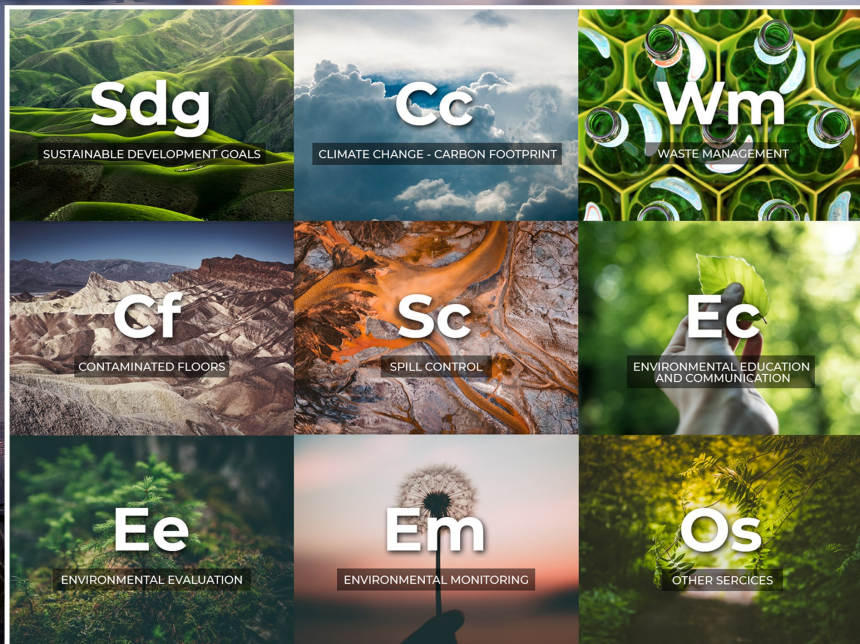 Sdg
SUSTAINABLE DEVELOPMENT GOALS
Cc
CLIMATE CHANGE - CARBON FOOTPRINT
Wm
WASTE MANAGEMENT
Cf
CONTAMINATED FLOORS
Sc
SPILL CONTROL
Ec
ENVIRONMENTAL EDUCATION
AND COMMUNICATION
Ee
ENVIRONMENTAL EVALUATION
Em
ENVIRONMENTAL MONITORING
Os
OTHER SERCICES